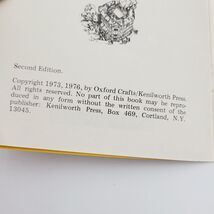 Second Edition.
Copyright 1973, 1976, by Oxford Crafts/Kenilworth Press.
All rights reserved. No part of this book may be repro-
duced in any form without the written consent of the
publisher: Kenilworth Press, Box 469, Cortland, N.Y.
13045.